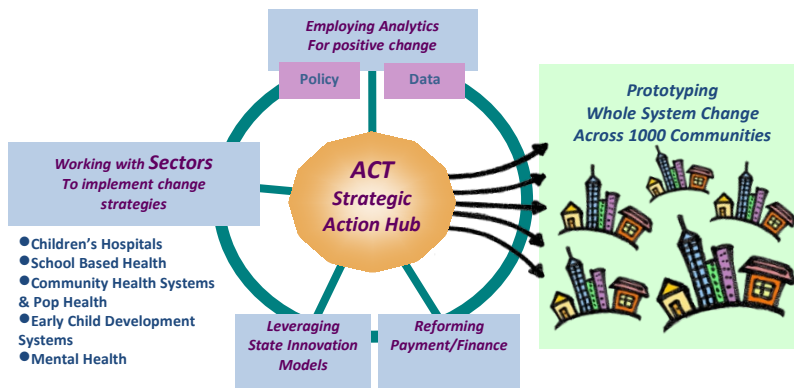 Employing Analytics
For positive change
Policy
Data
Working with Sectors
To implement change
strategies
●Children’s Hospitals
●School Based Health
●Community Health Systems
& Pop Health
●Early Child Development
Systems
●Mental Health
ACT
Strategic
Action Hub
Leveraging
State Innovation
Models
Reforming
Payment/Finance
Prototyping
Whole System Change
Across 1000 Communities